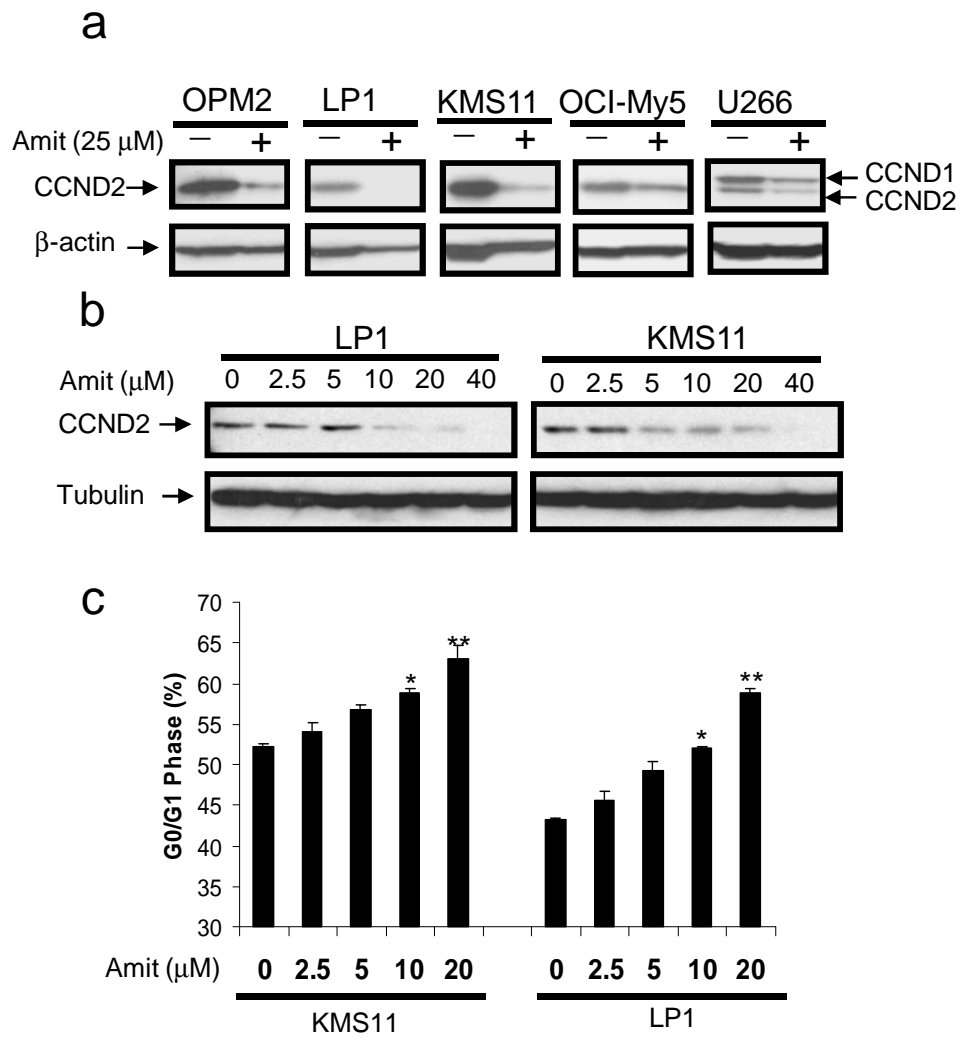 a
OPM2 LP1 KMS11 OCI-My5 U266
Amit (25 μM) – + – + – + – + – +
CCND2 CCND1
CCND2
β-actin
b
LP1 KMS11
Amit (μM) 0 2.5 5 10 20 40 0 2.5 5 10 20 40
CCND2
Tubulin
c
70
65
60
55
50
45
40
35
30
G0/G1 Phase (%)
* ** * **
Amit (μM) 0 2.5 5 10 20 0 2.5 5 10 20
KMS11 LP1